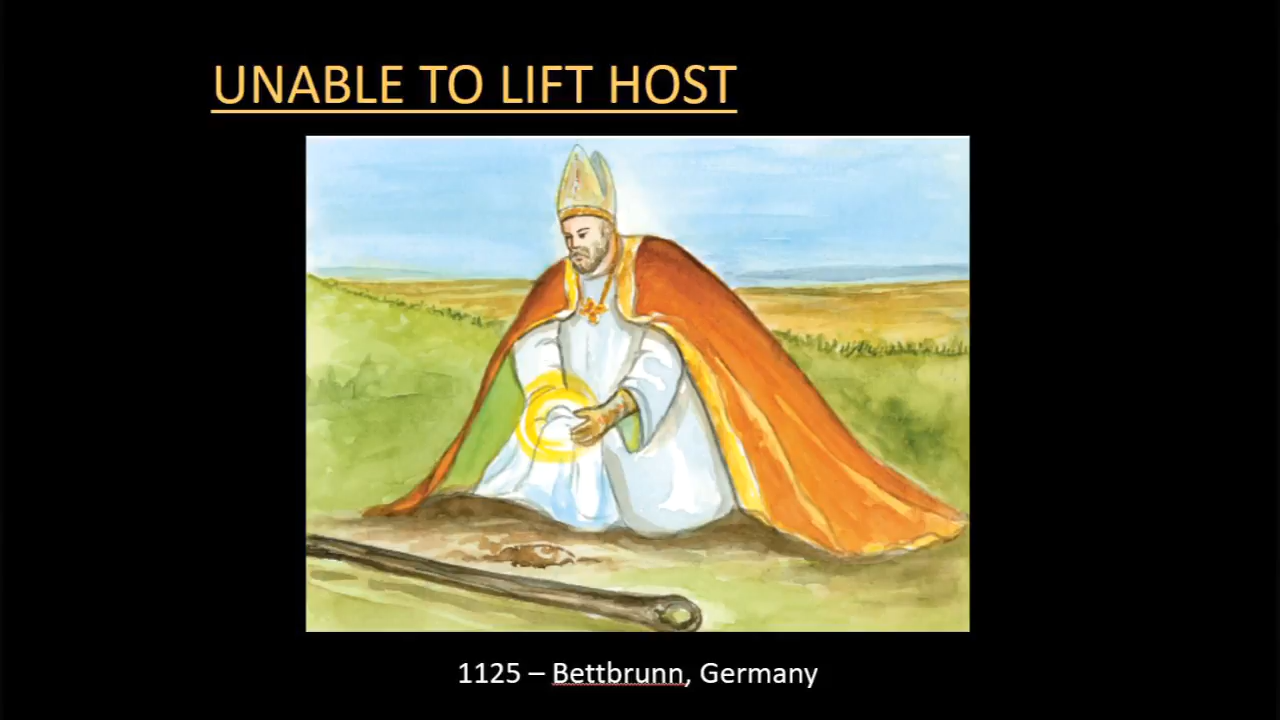 UNABLE TO LIFT HOST
1125 – Bettbrunn, Germany